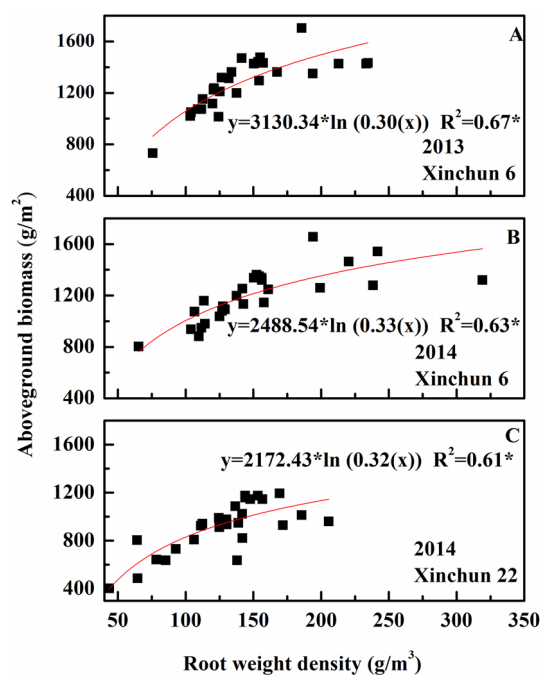 Aboveground biomass (g/m²)
1600
1200
800
400
A
y=3130.34*ln (0.30(x)) R²=0.67*
2013
Xinchun 6
1600
1200
800
400
B
y=2488.54*ln (0.33(x)) R²=0.63*
2014
Xinchun 6
1600
1200
800
400
C
y=2172.43*ln (0.32(x)) R²=0.61*
2014
Xinchun 22
50 100 150 200 250 300 350
Root weight density (g/m³)